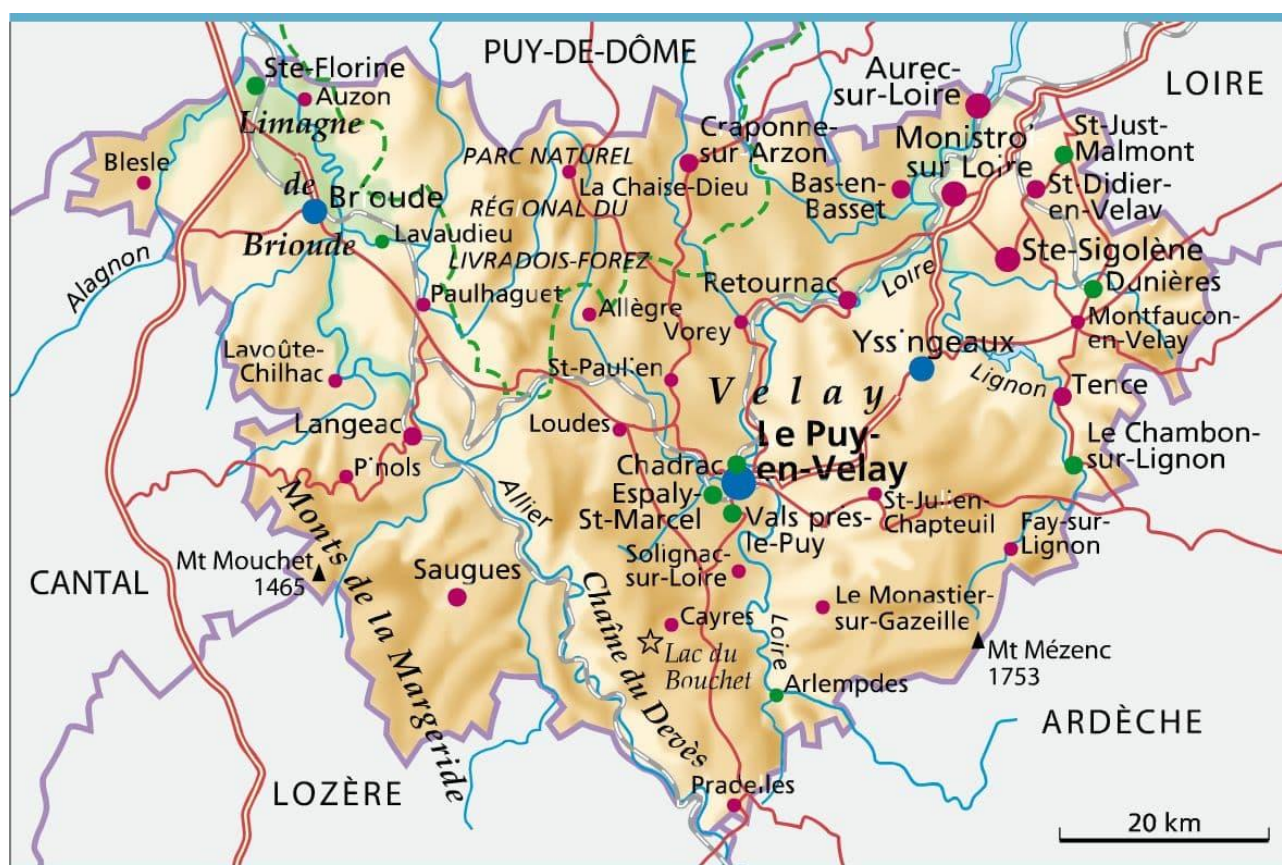 PUY-DE-DÔME
LOIRE
Ste-Florine
Auzon
Limagne
de
Brioude
Blesle
Brioude
Lavaudieu
Alagnon
PARC NATUREL
RÉGIONAL DU
LIVRADOIS-FOREZ
La Chaise-Dieu
Craponne-
sur Arzon
Aurec-
sur-Loire
Monistro
sur Loire
Bas-en-
Basset
St-Just-
Malmont
St-Didier-
en-Velay
Ste-Sigolène
Dunières
Montfaucon-
en-Velay
Retournac
Loire
Vorey
Allègre
Paulhaguet
Lavoûte-
Chilhac
St-Paulien
Yssingeaux
Lignon
Tence
Velay
Langeac
Loudes
Pinols
Le Puy-
en-Velay
Chadrac
Espaly-
St-Marcel
Vals près-
le-Puy
Le Chambon-
sur-Lignon
St-Julien-
Chapteuil
Fay-sur-
Lignon
Allier
Solignac-
sur-Loire
Monts de la Margeride
Mt Mouchet
1465
CANTAL
Saugues
Chaîne du Devès
Cayres
Lac du
Bouchet
Loire
Le Monastier-
sur-Gazeille
Mt Mézenc
1753
Arlempdes
ARDÈCHE
LOZÈRE
Pradelles
20 km